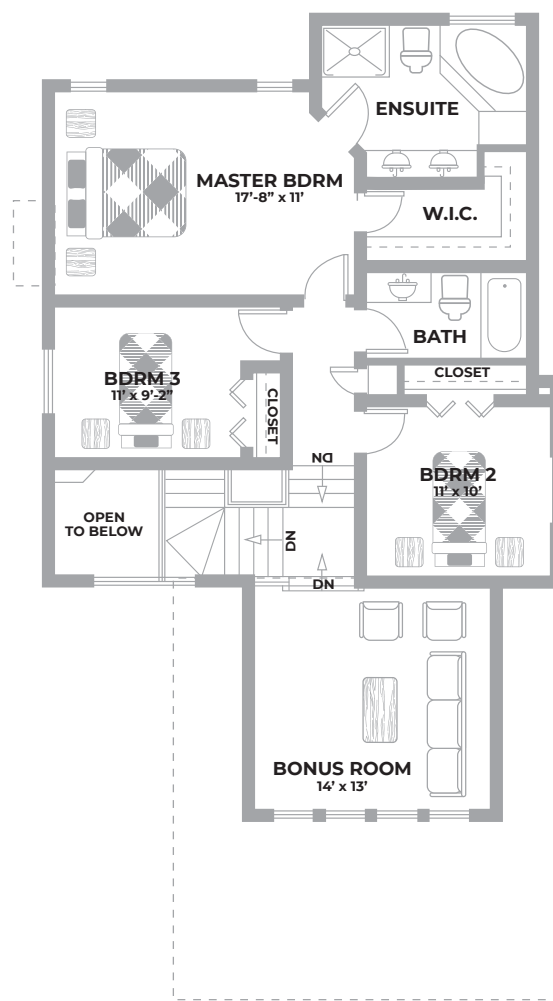 ENSUITE
MASTER BDRM
17'-8" x 11'
W.I.C.
BATH
BDRM 3
11' x 9'-2"
CLOSET
CLOSET
DN
BDRM 2
11' x 10'
OPEN
TO BELOW
DN
DN
BONUS ROOM
14' x 13'